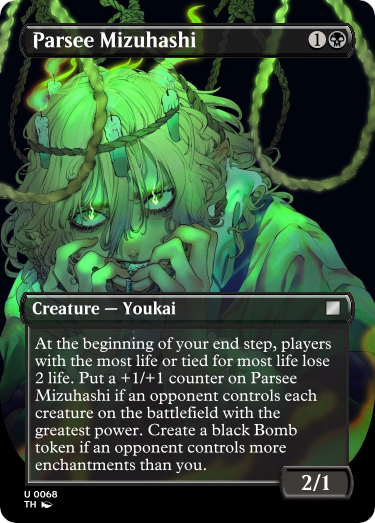 Parsee Mizuhashi 1
Creature — Youkai
At the beginning of your end step, players
with the most life or tied for most life lose
2 life. Put a +1/+1 counter on Parsee
Mizuhashi if an opponent controls each
creature on the battlefield with the
greatest power. Create a black Bomb
token if an opponent controls more
enchantments than you.
2/1
U 0068
TH